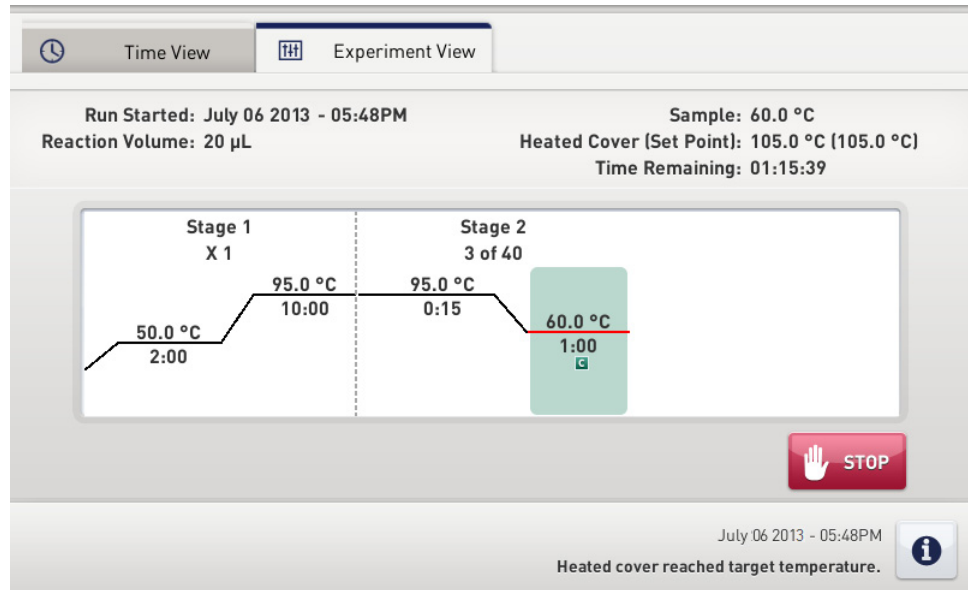 Time View
Experiment View
Run Started: July 06 2013 - 05:48PM
Reaction Volume: 20 µL
Sample: 60.0 °C
Heated Cover (Set Point): 105.0 °C (105.0 °C)
Time Remaining: 01:15:39
Stage 1
X 1
50.0 °C
2:00
95.0 °C
10:00
Stage 2
3 of 40
95.0 °C
0:15
60.0 °C
1:00
C
STOP
July 06 2013 - 05:48PM
Heated cover reached target temperature.
i